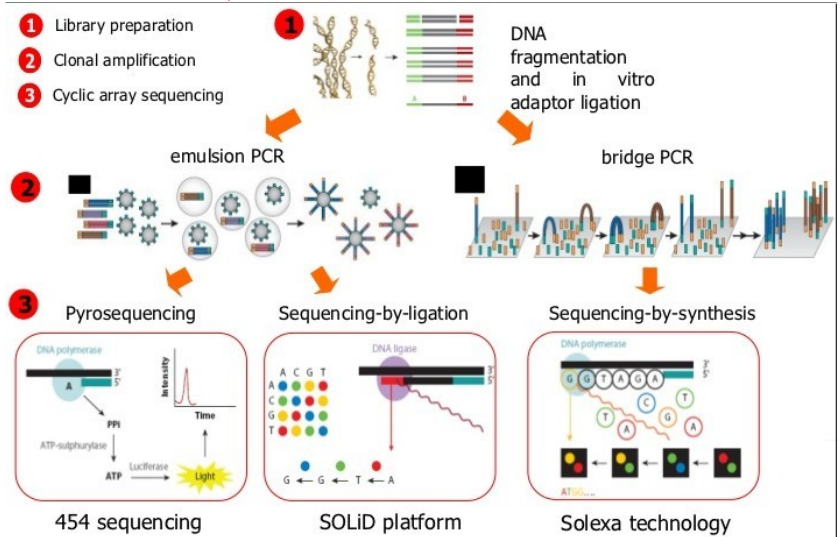 1 Library preparation
2 Clonal amplification
3 Cyclic array sequencing
1
A B
DNA
fragmentation
and in vitro
adaptor ligation
emulsion PCR
bridge PCR
2
3
Pyrosequencing
Sequencing-by-ligation
Sequencing-by-synthesis
DNA polymerase
3'
5'
A
PPi
ATP-sulphurylase
ATP
Luciferase
Light
Intensity
Time
A C G T
A
C
G
T
DNA ligase
3'
5'
G ← G ← T ← A
DNA polymerase
3'
5'
G G T A G A
C T
T G
A A
ATGG....
454 sequencing
SOLiD platform
Solexa technology